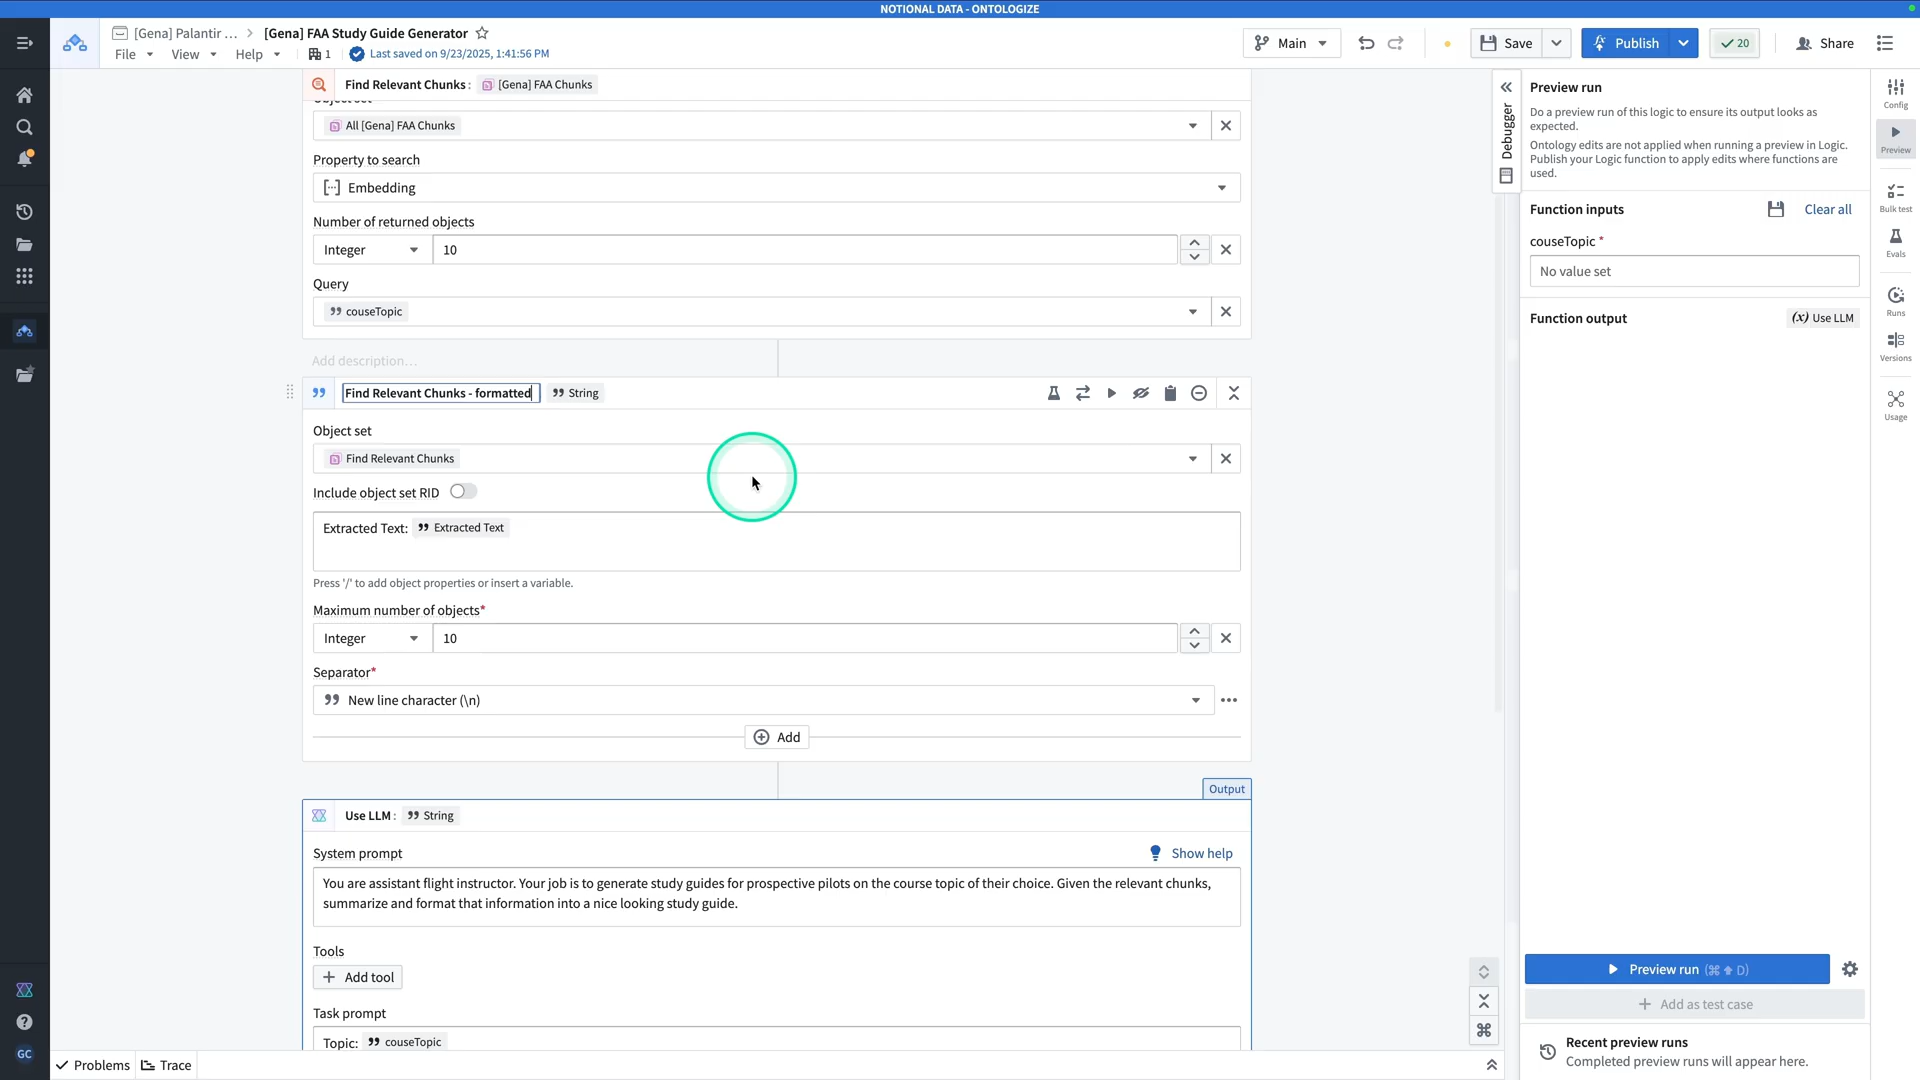 NOTIONAL DATA - ONTOLOGIZE
[Gena] Palantir ... > [Gena] FAA Study Guide Generator
File View Help 1 Last saved on 9/23/2025, 1:41:56 PM
Main Save Publish 20 Share
Find Relevant Chunks : [Gena] FAA Chunks
Object set
All [Gena] FAA Chunks
Property to search
Embedding
Number of returned objects
Integer 10
Query
couseTopic
Add description...
Find Relevant Chunks - formatted String
Object set
Find Relevant Chunks
Include object set RID
Extracted Text: Extracted Text
Press '/' to add object properties or insert a variable.
Maximum number of objects*
Integer 10
Separator*
New line character (\n)
Add
Output
Use LLM : String
System prompt Show help
You are assistant flight instructor. Your job is to generate study guides for prospective pilots on the course topic of their choice. Given the relevant chunks,
summarize and format that information into a nice looking study guide.
Tools
Add tool
Task prompt
Topic: couseTopic
Problems Trace
Debugger
Preview run
Do a preview run of this logic to ensure its output looks as
expected.
Ontology edits are not applied when running a preview in Logic.
Publish your Logic function to apply edits where functions are
used.
Function inputs Clear all
couseTopic *
No value set
Function output (x) Use LLM
Preview run (⌘ ⇧ D)
Add as test case
Recent preview runs
Completed preview runs will appear here.
Config
Preview
Bulk test
Evals
Runs
Versions
Usage
GC